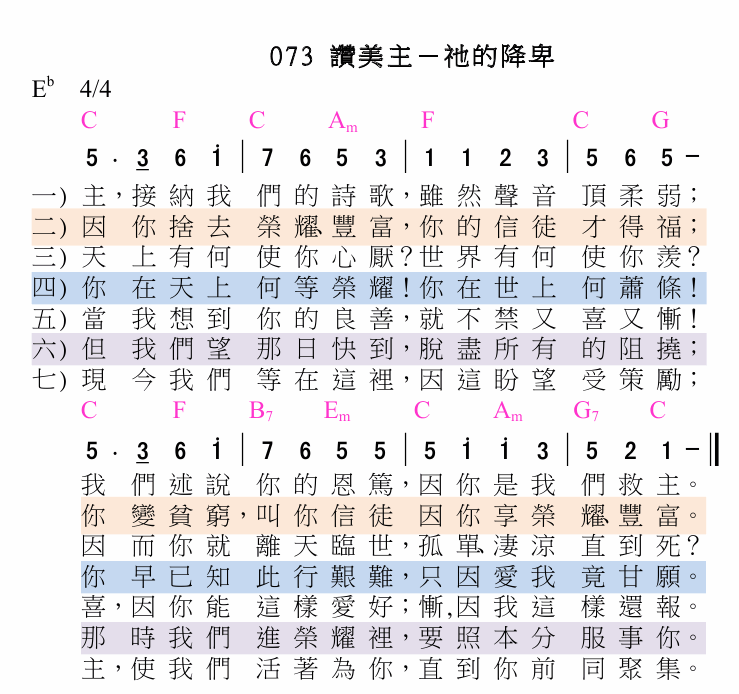 073 讚美主－祂的降卑
Eb 4/4
C F C Am F C G
5 . 3 6 i | 7 6 5 3 | 1 1 2 3 | 5 6 5 –
一) 主，接納我 們的詩歌，雖然聲音 頂柔弱；
二) 因你捨去 榮耀、豐富，你的信徒 才得福；
三) 天上有何 使你心厭？世界有何 使你羨？
四) 你在天上 何等榮耀！你在世上 何蕭條！
五) 當我想到 你的良善，就不禁又 喜又慚！
六) 但我們望 那日快到，脫盡所有 的阻撓；
七) 現今我們 等在這裡，因這盼望 受策勵；
C F B7 Em C Am G7 C
5 . 3 6 i | 7 6 5 5 | 5 i i 3 | 5 2 1 – ||
我們述說 你的恩篤，因你是我 們救主。
你變貧窮，叫你信徒 因你享榮 耀、豐富。
因而你就 離天臨世，孤單、淒涼 直到死？
你早已知 此行艱難，只因愛我 竟甘願。
喜，因你能 這樣愛好；慚,因我這 樣還報。
那時我們 進榮耀裡，要照本分 服事你。
主，使我們 活著為你，直到你前 同聚集。